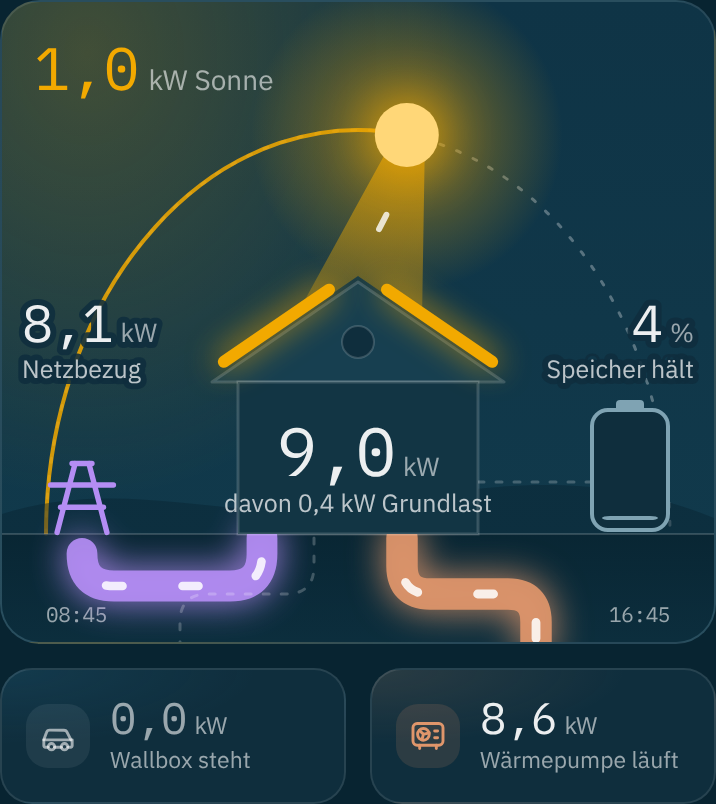 1,0 kW Sonne
8,1 kW
Netzbezug
4 %
Speicher hält
9,0 kW
davon 0,4 kW Grundlast
08:45
16:45
0,0 kW
Wallbox steht
8,6 kW
Wärmepumpe läuft